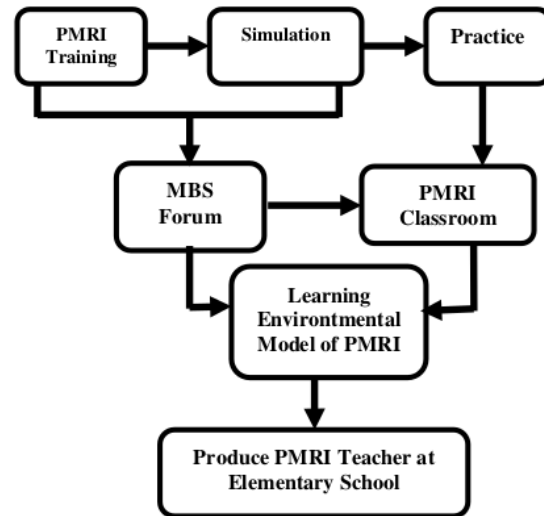 PMRI
Training
Simulation
Practice
MBS
Forum
PMRI
Classroom
Learning
Environtmental
Model of PMRI
Produce PMRI Teacher at
Elementary School